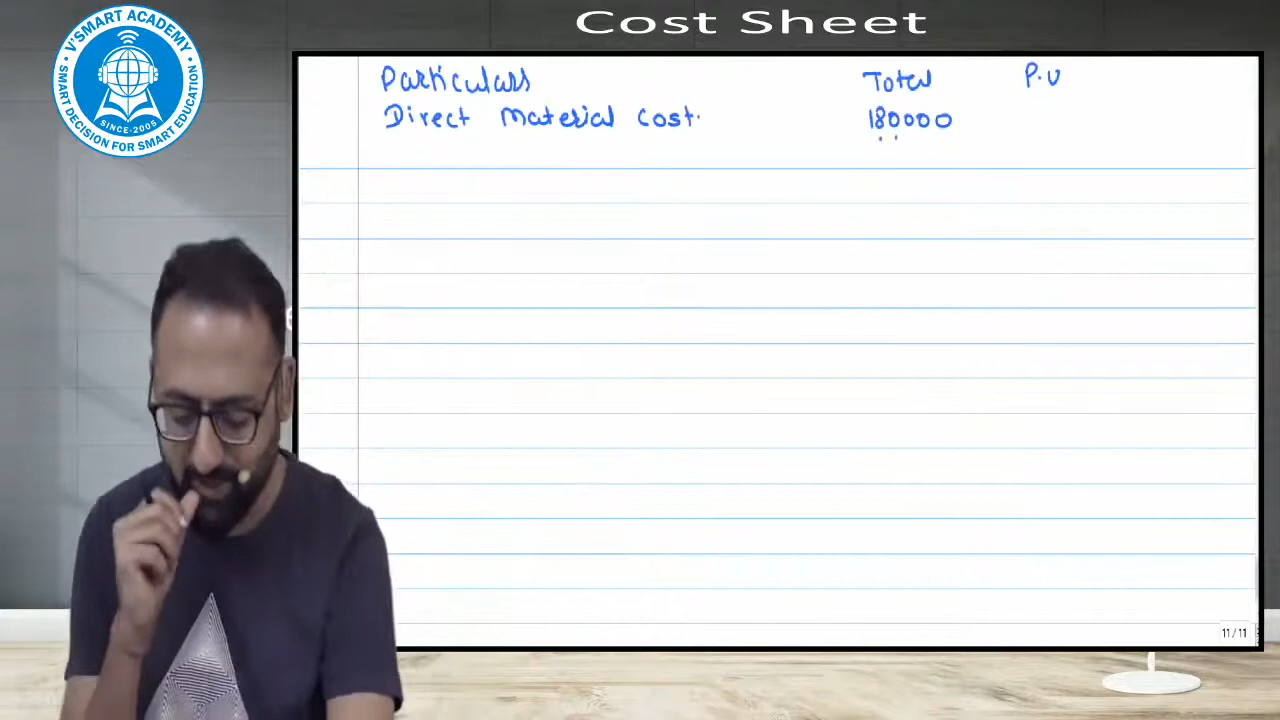 Cost Sheet
V'SMART ACADEMY
SINCE-2005
SMART DECISION FOR SMART EDUCATION
Particulars Total P.U
Direct Material Cost. 180000
11/11